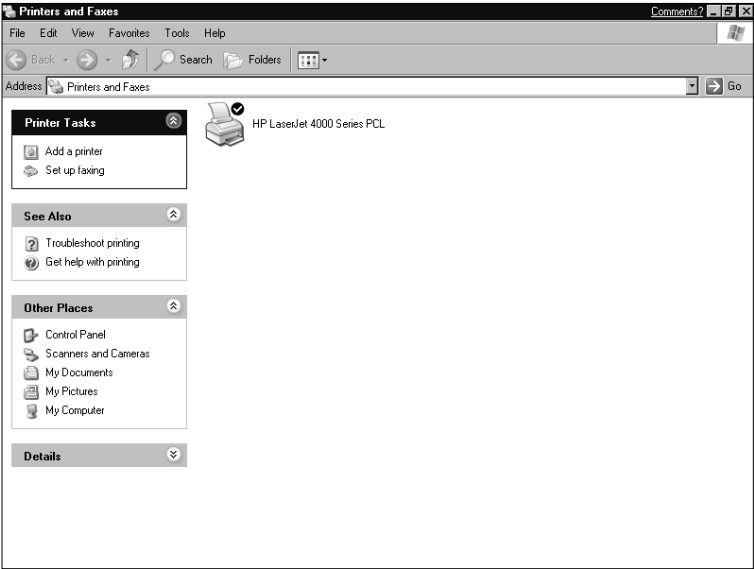 Printers and Faxes
Comments?
File Edit View Favorites Tools Help
Back Search Folders
Address Printers and Faxes Go
Printer Tasks
Add a printer
Set up faxing
HP LaserJet 4000 Series PCL
See Also
Troubleshoot printing
Get help with printing
Other Places
Control Panel
Scanners and Cameras
My Documents
My Pictures
My Computer
Details